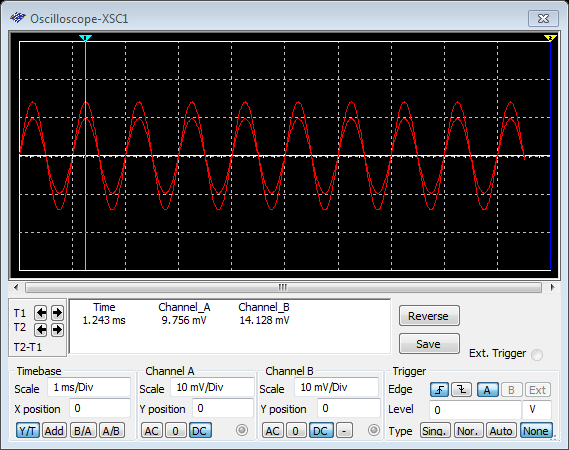 Oscilloscope-XSC1
1 2
T1 Time Channel_A Channel_B
T2 1.243 ms 9.756 mV 14.128 mV
T2-T1
Reverse
Save
Ext. Trigger
Timebase Channel A Channel B Trigger
Scale 1 ms/Div Scale 10 mV/Div Scale 10 mV/Div Edge A B Ext
X position 0 Y position 0 Y position 0 Level 0 V
Y/T Add B/A A/B AC 0 DC AC 0 DC - Type Sing. Nor. Auto None